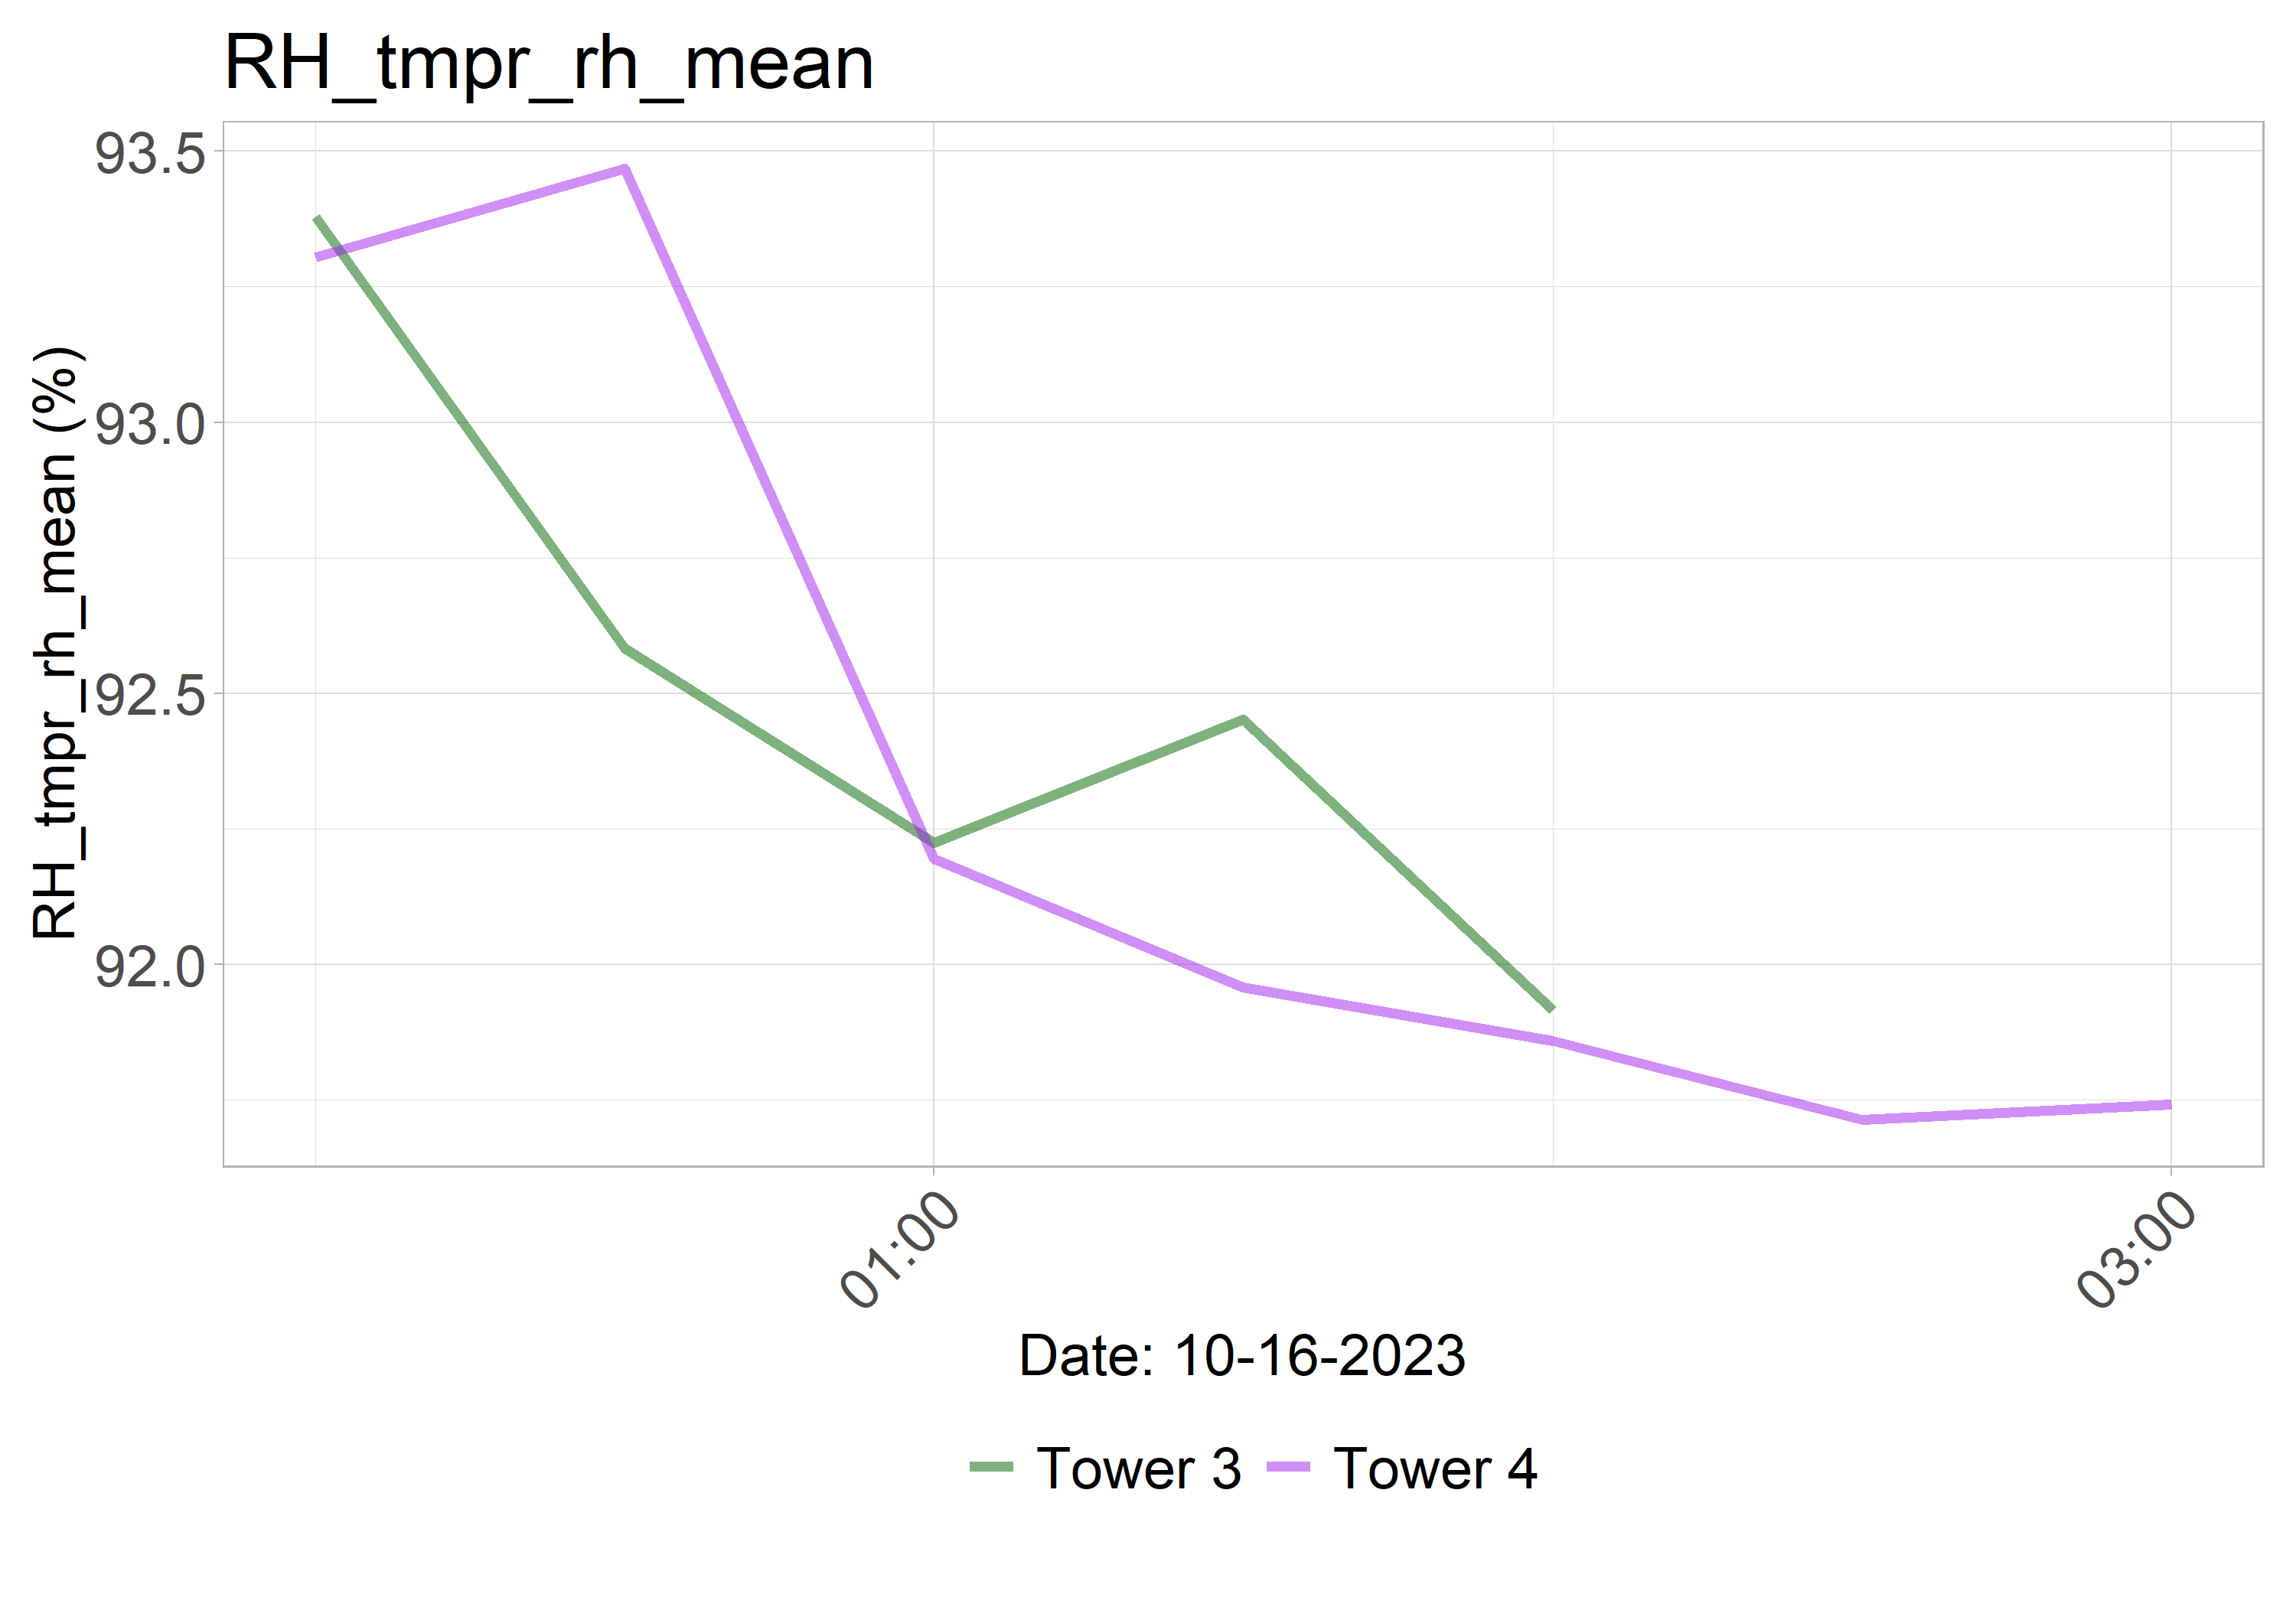 RH_tmpr_rh_mean
RH_tmpr_rh_mean (%)
93.5
93.0
92.5
92.0
01:00
03:00
Date: 10-16-2023
Tower 3
Tower 4